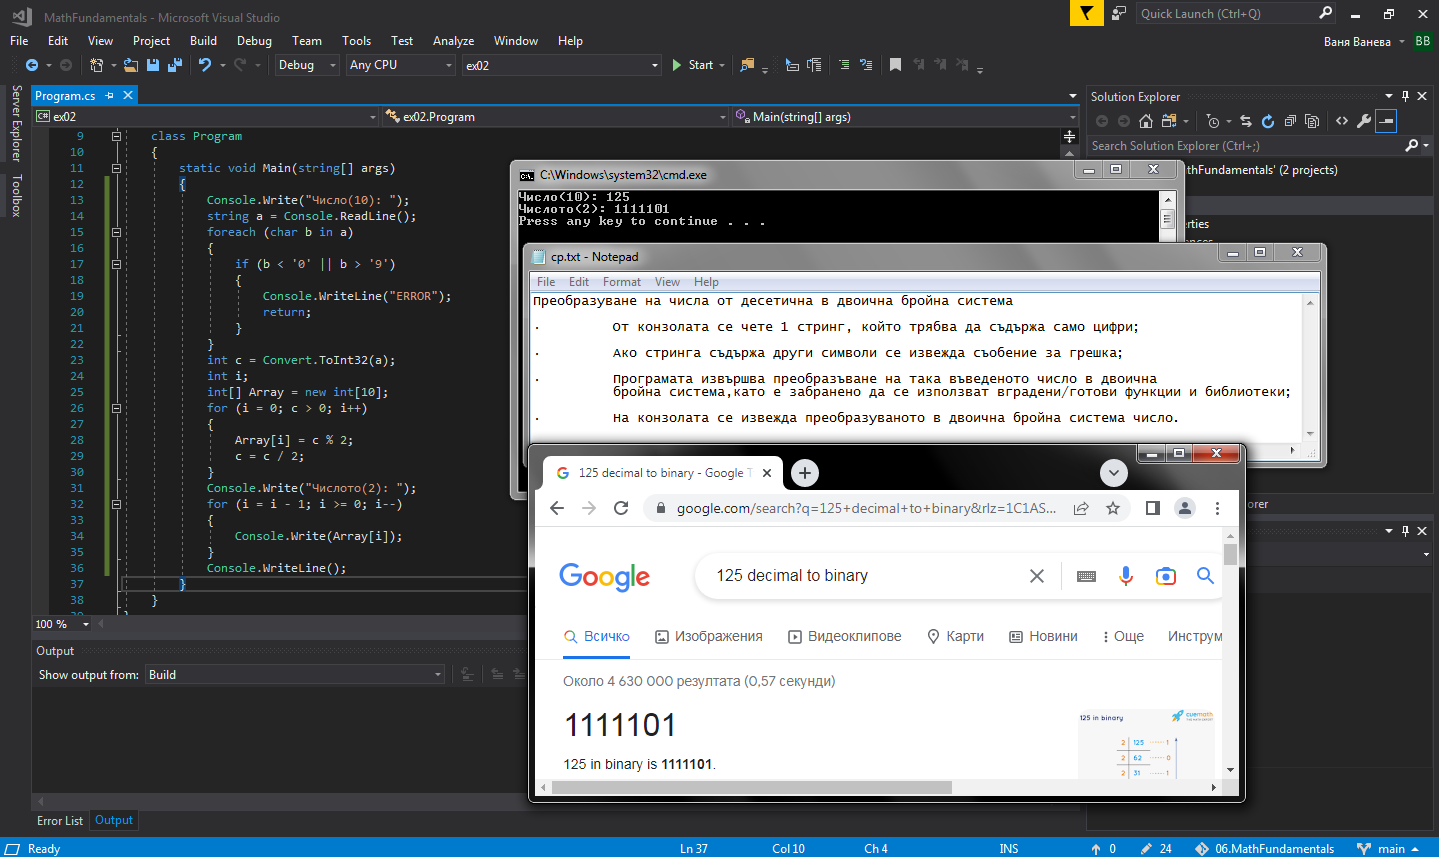 MathFundamentals - Microsoft Visual Studio
Quick Launch (Ctrl+Q)
File Edit View Project Build Debug Team Tools Test Analyze Window Help
Ваня Ванева
BB
Debug
Any CPU
ex02
Start
Server Explorer
Toolbox
Program.cs
ex02
ex02.Program
Main(string[] args)
9 class Program
10 {
11 static void Main(string[] args)
12 {
13 Console.Write("Число(10): ");
14 string a = Console.ReadLine();
15 foreach (char b in a)
16 {
17 if (b < '0' || b > '9')
18 {
19 Console.WriteLine("ERROR");
20 return;
21 }
22 }
23 int c = Convert.ToInt32(a);
24 int i;
25 int[] Array = new int[10];
26 for (i = 0; c > 0; i++)
27 {
28 Array[i] = c % 2;
29 c = c / 2;
30 }
31 Console.Write("Числото(2): ");
32 for (i = i - 1; i >= 0; i--)
33 {
34 Console.Write(Array[i]);
35 }
36 Console.WriteLine();
37 }
38 }
100 %
Output
Show output from:
Build
Error List
Output
Solution Explorer
Search Solution Explorer (Ctrl+;)
thFundamentals' (2 projects)
erties
C:\Windows\system32\cmd.exe
Число(10): 125
Числото(2): 1111101
Press any key to continue . . .
cp.txt - Notepad
File Edit Format View Help
Преобразуване на числа от десетична в двоична бройна система
· От конзолата се чете 1 стринг, който трябва да съдържа само цифри;
· Ако стринга съдържа други символи се извежда съобение за грешка;
· Програмата извършва преобразъване на така въведеното число в двоична
бройна система,като е забранено да се използват вградени/готови функции и библиотеки;
· На конзолата се извежда преобразуваното в двоична бройна система число.
125 decimal to binary - Google T
google.com/search?q=125+decimal+to+binary&rlz=1C1AS...
Google
125 decimal to binary
Всичко
Изображения
Видеоклипове
Карти
Новини
Още
Инструм
Около 4 630 000 резултата (0,57 секунди)
1111101
125 in binary is 1111101.
125 in binary
cuemath
2 125 1
2 62 0
2 31 1
orer
Ready
Ln 37
Col 10
Ch 4
INS
0
24
06.MathFundamentals
main